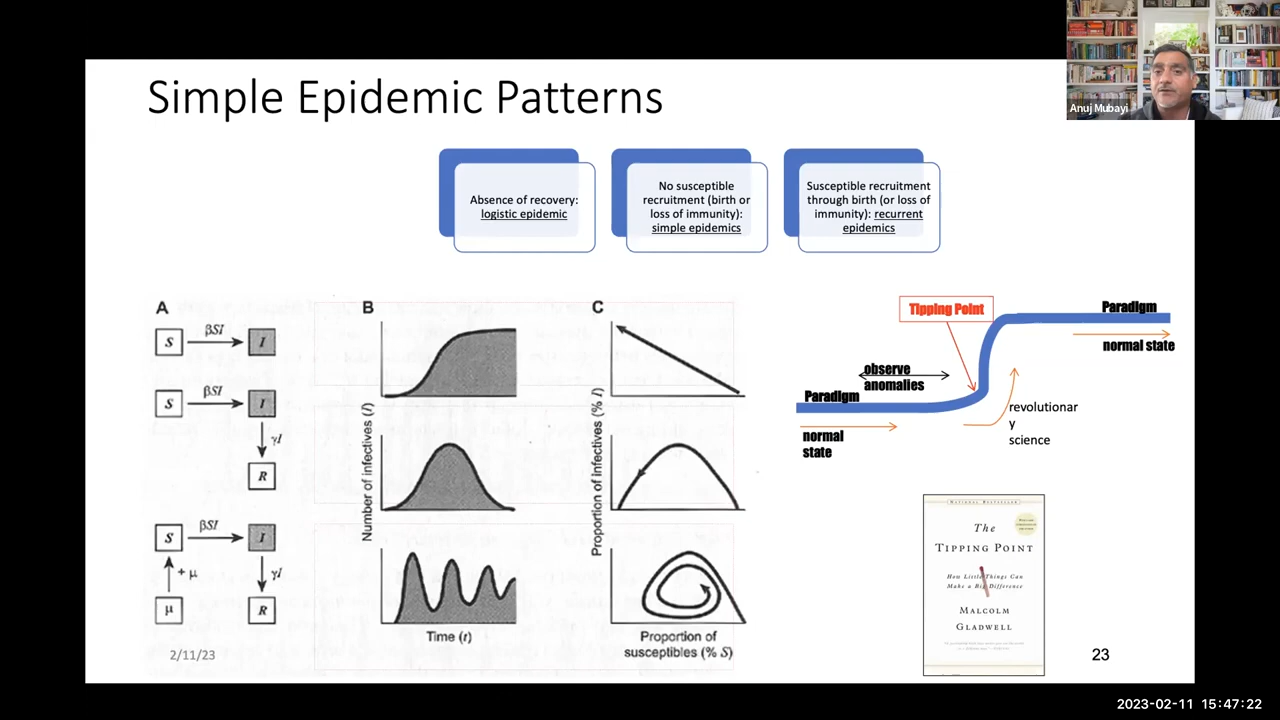 Anuj Mubayi
Simple Epidemic Patterns
Absence of recovery:
logistic epidemic
No susceptible
recruitment (birth or
loss of immunity):
simple epidemics
Susceptible recruitment
through birth (or loss of
immunity): recurrent
epidemics
A
S
βSI
I
S
βSI
I
γI
R
S
βSI
I
+ μ
γI
μ
R
B
Number of infectives (I)
Time (t)
C
Proportion of infectives (% I)
Proportion of
susceptibles (% S)
Tipping Point
Paradigm
normal state
observe
anomalies
Paradigm
normal
state
revolutionar
y
science
NATIONAL BESTSELLER
The
TIPPING POINT
How Little Things Can
Make a Big Difference
MALCOLM
GLADWELL
2/11/23
23
2023-02-11 15:47:22